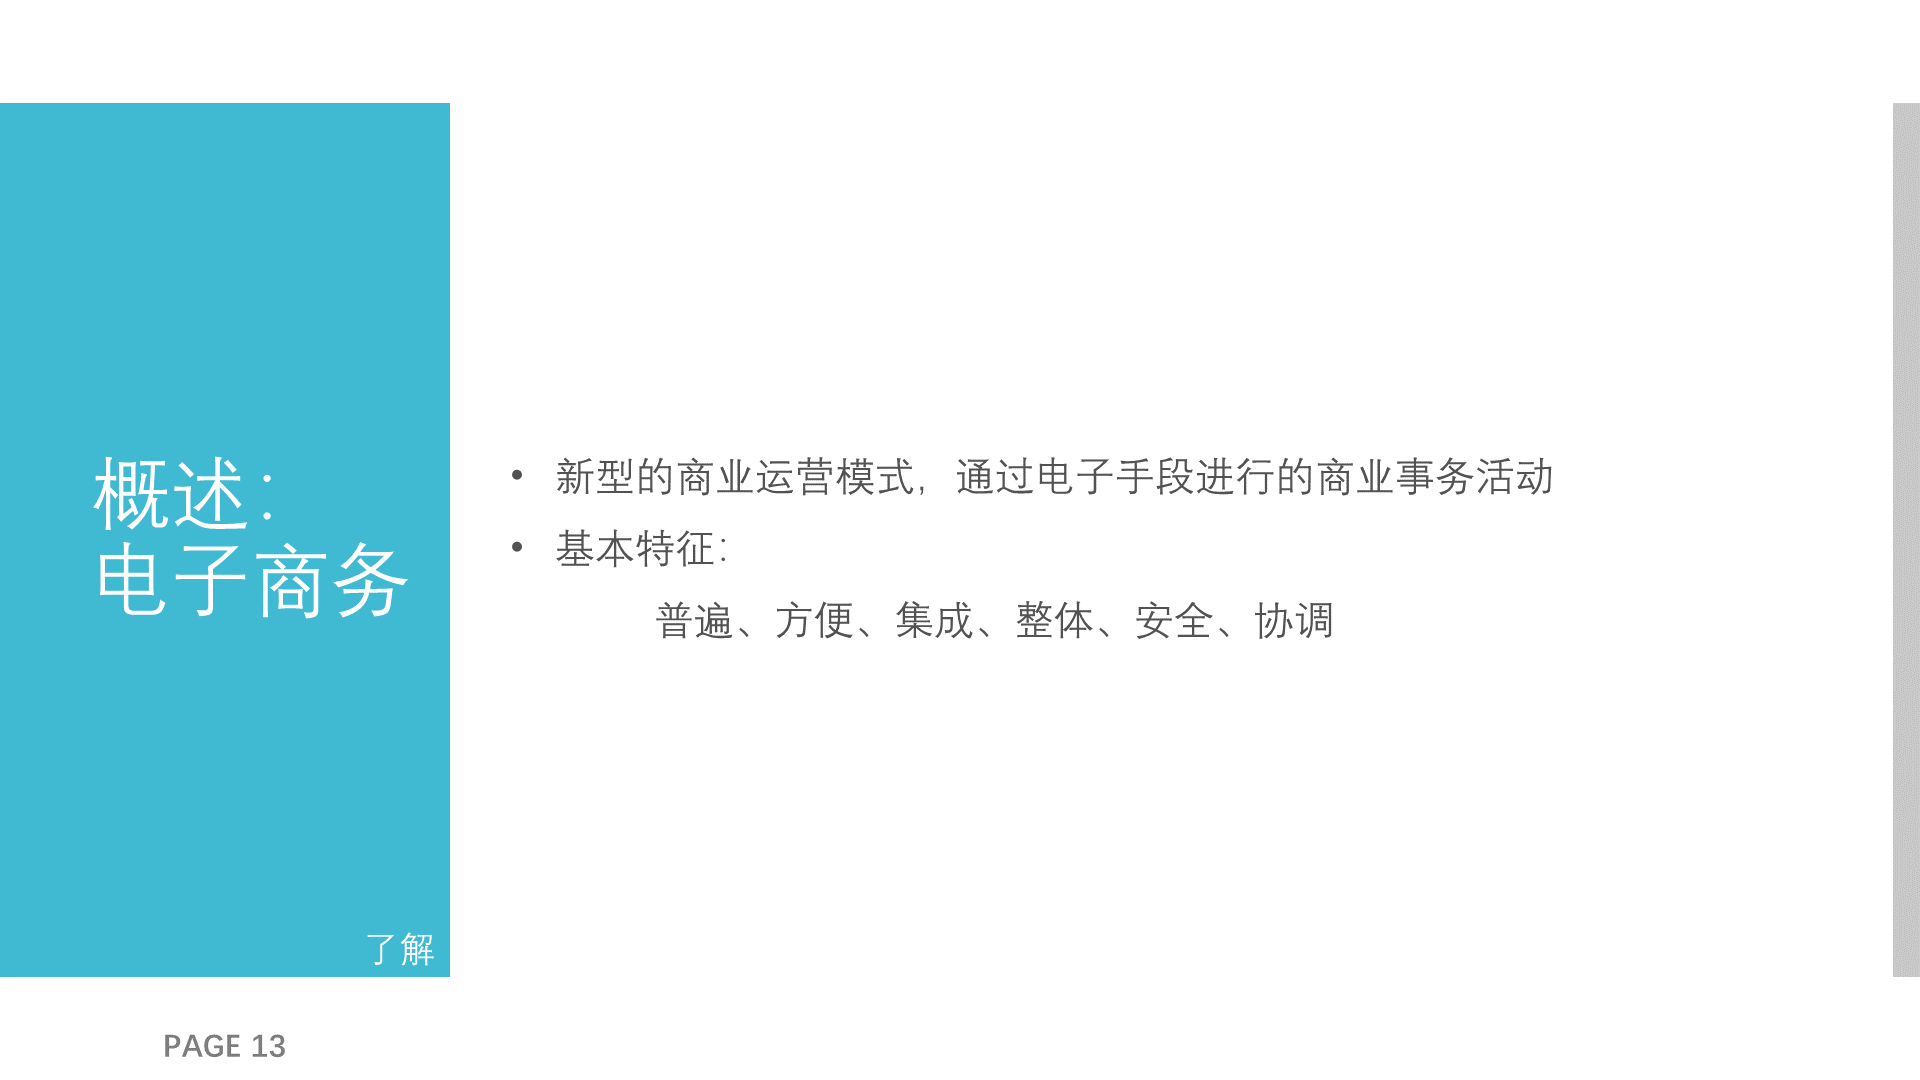 概述：
电子商务
了解
• 新型的商业运营模式，通过电子手段进行的商业事务活动
• 基本特征：
普遍、方便、集成、整体、安全、协调
PAGE 13